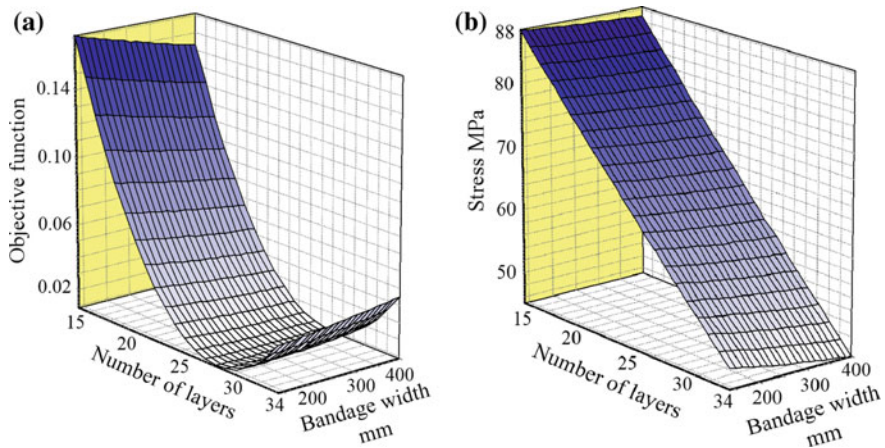 (a)
Objective function
0.14
0.10
0.06
0.02
15
20
25
30
34
Number of layers
200
300
400
Bandage width
mm
(b)
Stress MPa
88
80
70
60
50
15
20
25
30
34
Number of layers
200
300
400
Bandage width
mm